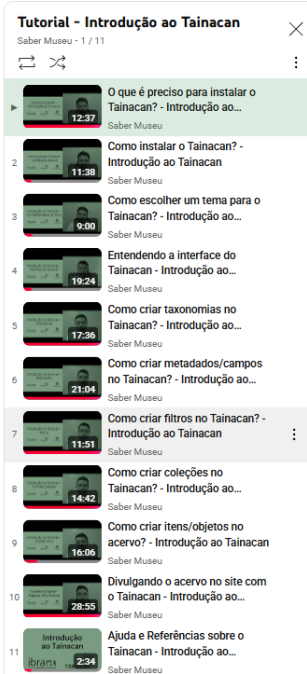 Tutorial - Introdução ao Tainacan
Saber Museu - 1 / 11
O que é preciso para instalar o
Tainacan? - Introdução ao...
Saber Museu
12:37
2
Como instalar o Tainacan? -
Introdução ao Tainacan
Saber Museu
11:38
3
Como escolher um tema para o
Tainacan? - Introdução ao...
Saber Museu
9:00
4
Entendendo a interface do
Tainacan - Introdução ao...
Saber Museu
19:24
5
Como criar taxonomias no
Tainacan? - Introdução ao...
Saber Museu
17:36
6
Como criar metadados/campos
no Tainacan? - Introdução ao...
Saber Museu
21:04
7
Como criar filtros no Tainacan? -
Introdução ao Tainacan
Saber Museu
11:51
8
Como criar coleções no
Tainacan? - Introdução ao...
Saber Museu
14:42
9
Como criar itens/objetos no
acervo? - Introdução ao Tainacan
Saber Museu
16:06
10
Divulgando o acervo no site com
o Tainacan - Introdução ao...
Saber Museu
28:55
11
Ajuda e Referências sobre o
Tainacan - Introdução ao...
Saber Museu
Introdução
ao Tainacan
ibram
2:34